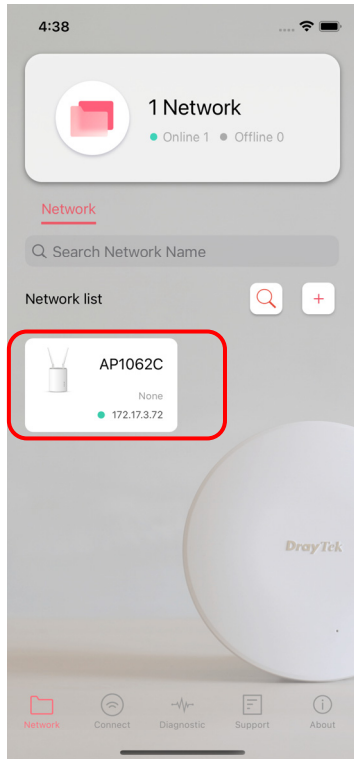 4:38
1 Network
Online 1 Offline 0
Network
Search Network Name
Network list
+
AP1062C
None
172.17.3.72
DrayTek
Network Connect Diagnostic Support About